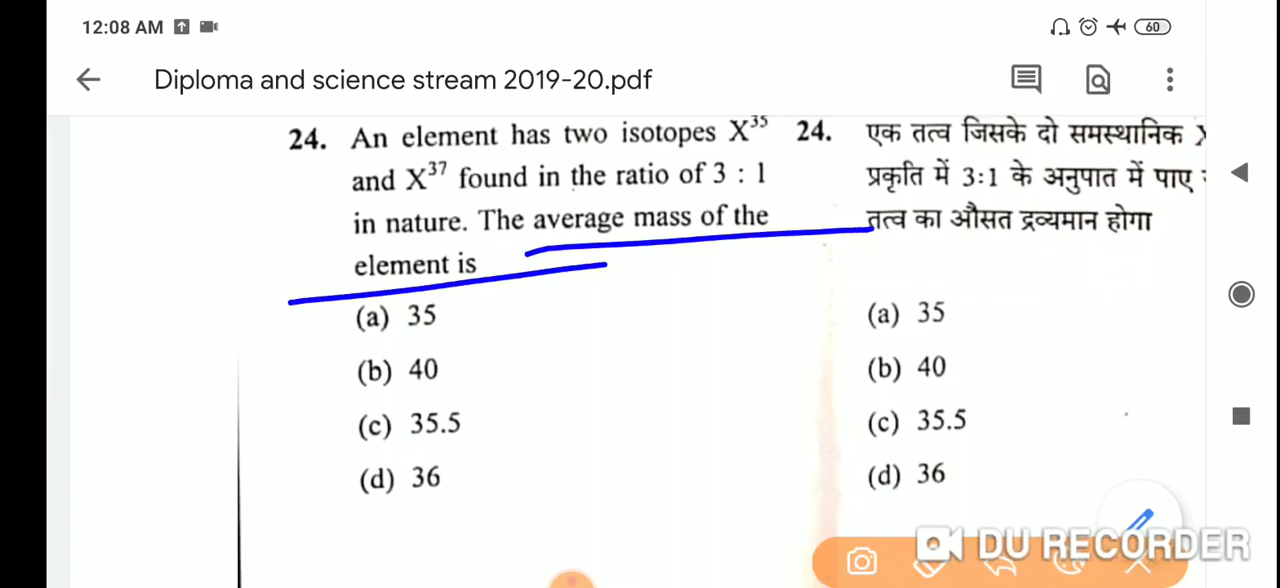 12:08 AM
60
Diploma and science stream 2019-20.pdf
24. An element has two isotopes X³⁵
and X³⁷ found in the ratio of 3 : 1
in nature. The average mass of the
element is
(a) 35
(b) 40
(c) 35.5
(d) 36
24. एक तत्व जिसके दो समस्थानिक
प्रकृति में 3:1 के अनुपात में पाए
तत्व का औसत द्रव्यमान होगा
(a) 35
(b) 40
(c) 35.5
(d) 36
DU RECORDER